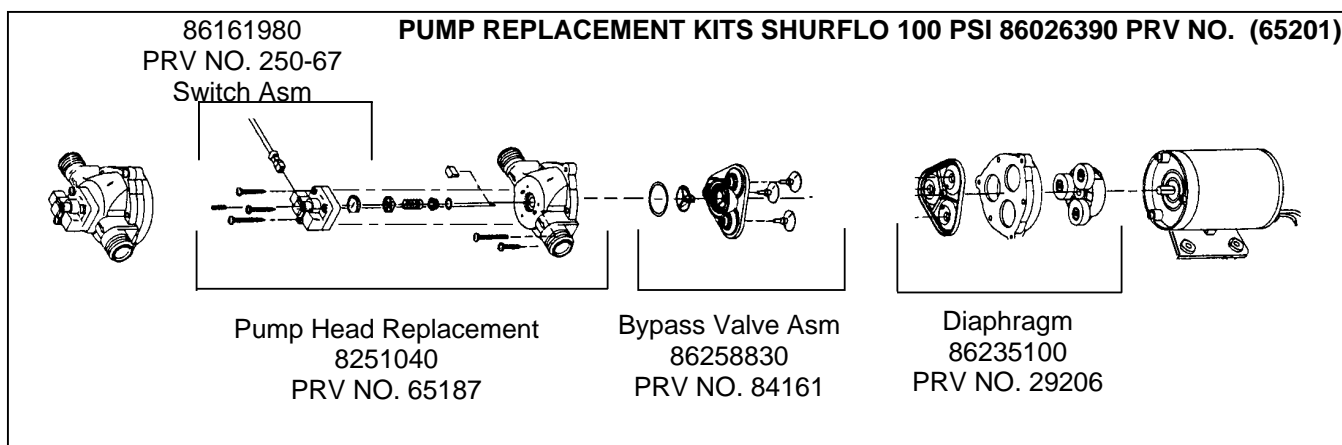 86161980
PRV NO. 250-67
Switch Asm
PUMP REPLACEMENT KITS SHURFLO 100 PSI 86026390 PRV NO.  (65201)
Pump Head Replacement
8251040
PRV NO. 65187
Bypass Valve Asm
86258830
PRV NO. 84161
Diaphragm
86235100
PRV NO. 29206